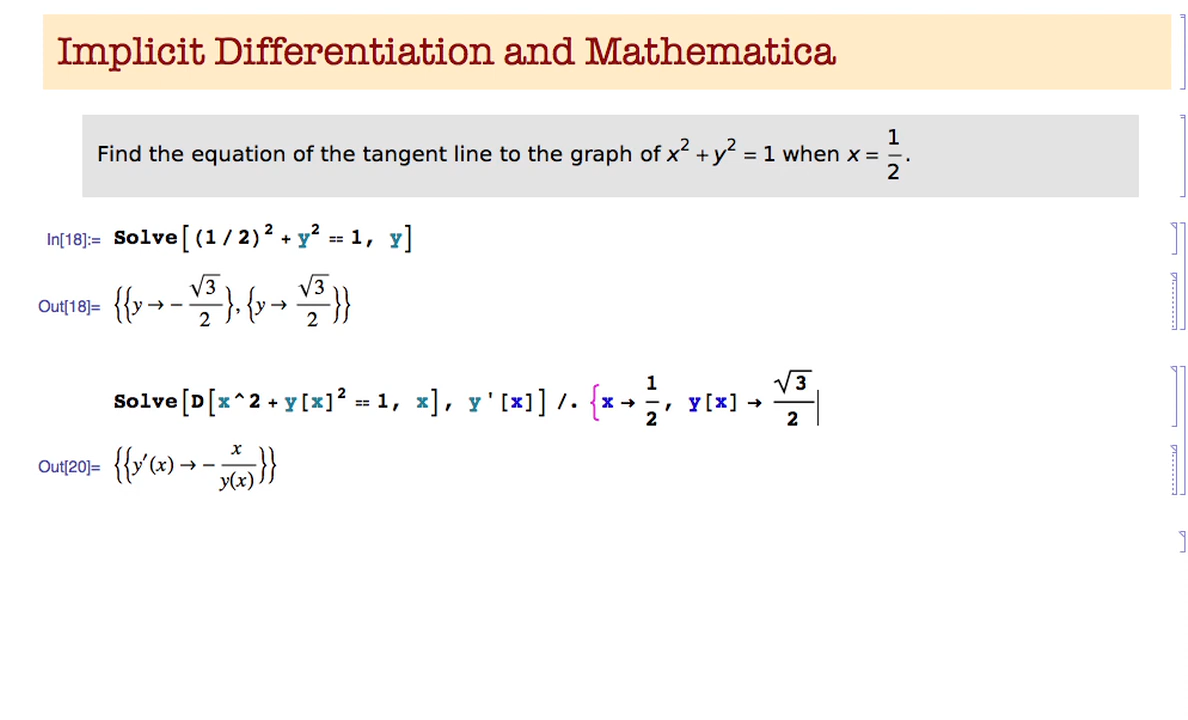 Implicit Differentiation and Mathematica
Find the equation of the tangent line to the graph of x² + y² = 1 when x = 1/2.
In[18]:= Solve[(1/2)² + y² == 1, y]
Out[18]= {{y → -√3/2}, {y → √3/2}}
Solve[D[x^2 + y[x]² == 1, x], y'[x]] /. {x → 1/2, y[x] → √3/2
Out[20]= {{y′(x) → -x/y(x)}}